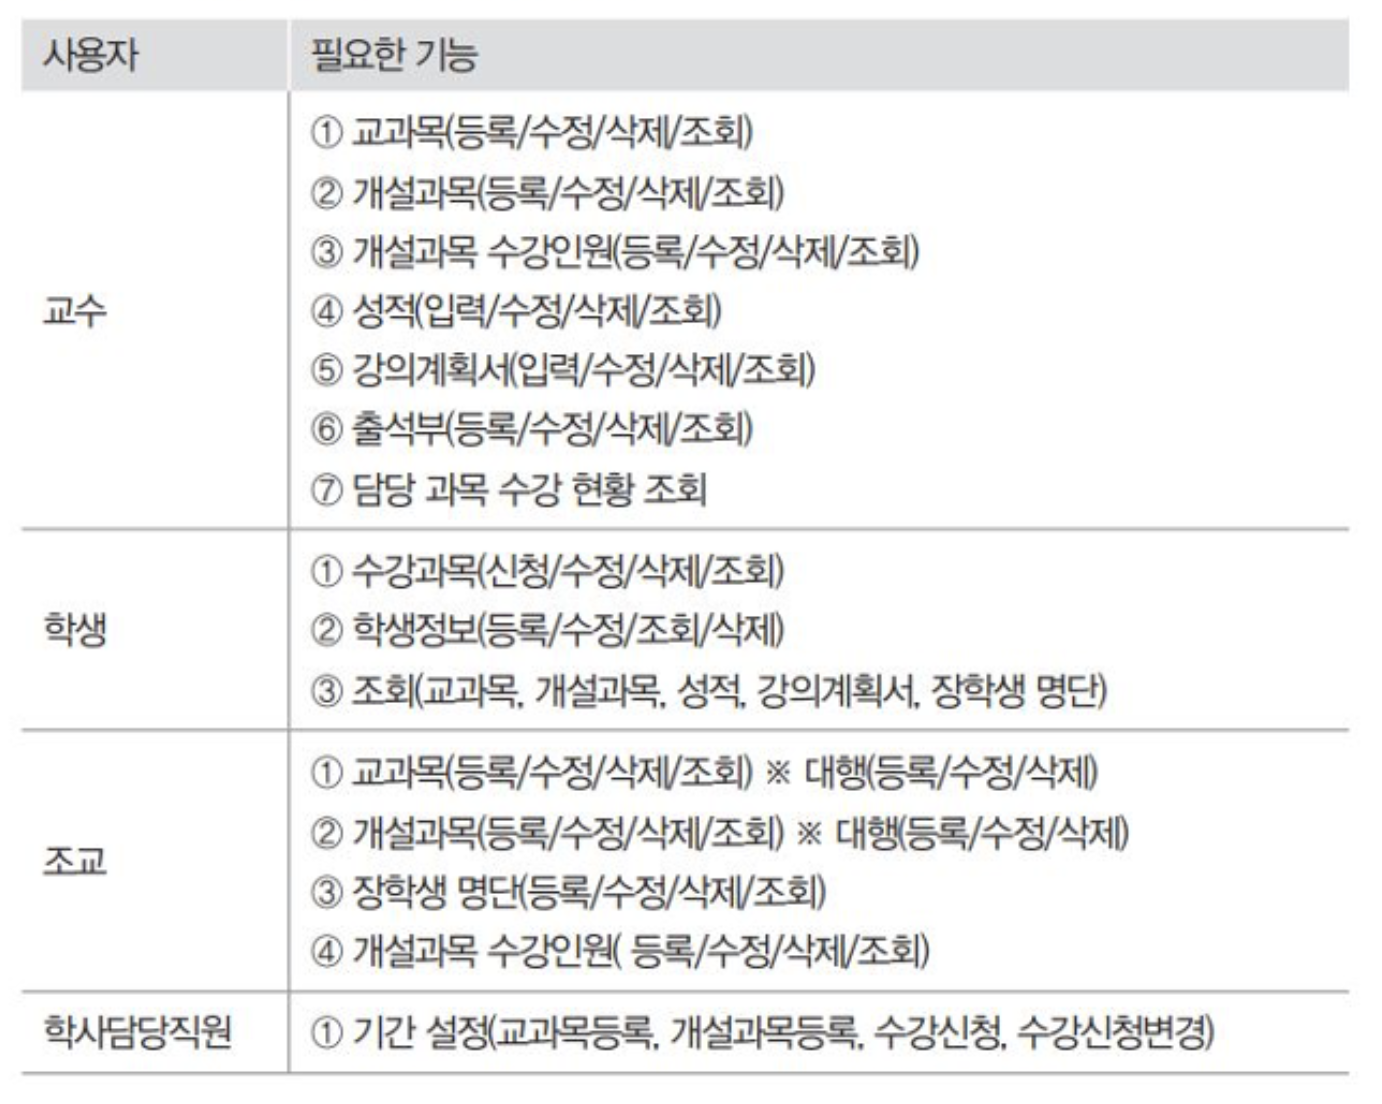 사용자 필요한 기능
교수
① 교과목(등록/수정/삭제/조회)
② 개설과목(등록/수정/삭제/조회)
③ 개설과목 수강인원(등록/수정/삭제/조회)
④ 성적(입력/수정/삭제/조회)
⑤ 강의계획서(입력/수정/삭제/조회)
⑥ 출석부(등록/수정/삭제/조회)
⑦ 담당 과목 수강 현황 조회
학생
① 수강과목(신청/수정/삭제/조회)
② 학생정보(등록/수정/조회/삭제)
③ 조회(교과목, 개설과목, 성적, 강의계획서, 장학생 명단)
조교
① 교과목(등록/수정/삭제/조회) ※ 대행(등록/수정/삭제)
② 개설과목(등록/수정/삭제/조회) ※ 대행(등록/수정/삭제)
③ 장학생 명단(등록/수정/삭제/조회)
④ 개설과목 수강인원( 등록/수정/삭제/조회)
학사담당직원
① 기간 설정(교과목등록, 개설과목등록, 수강신청, 수강신청변경)